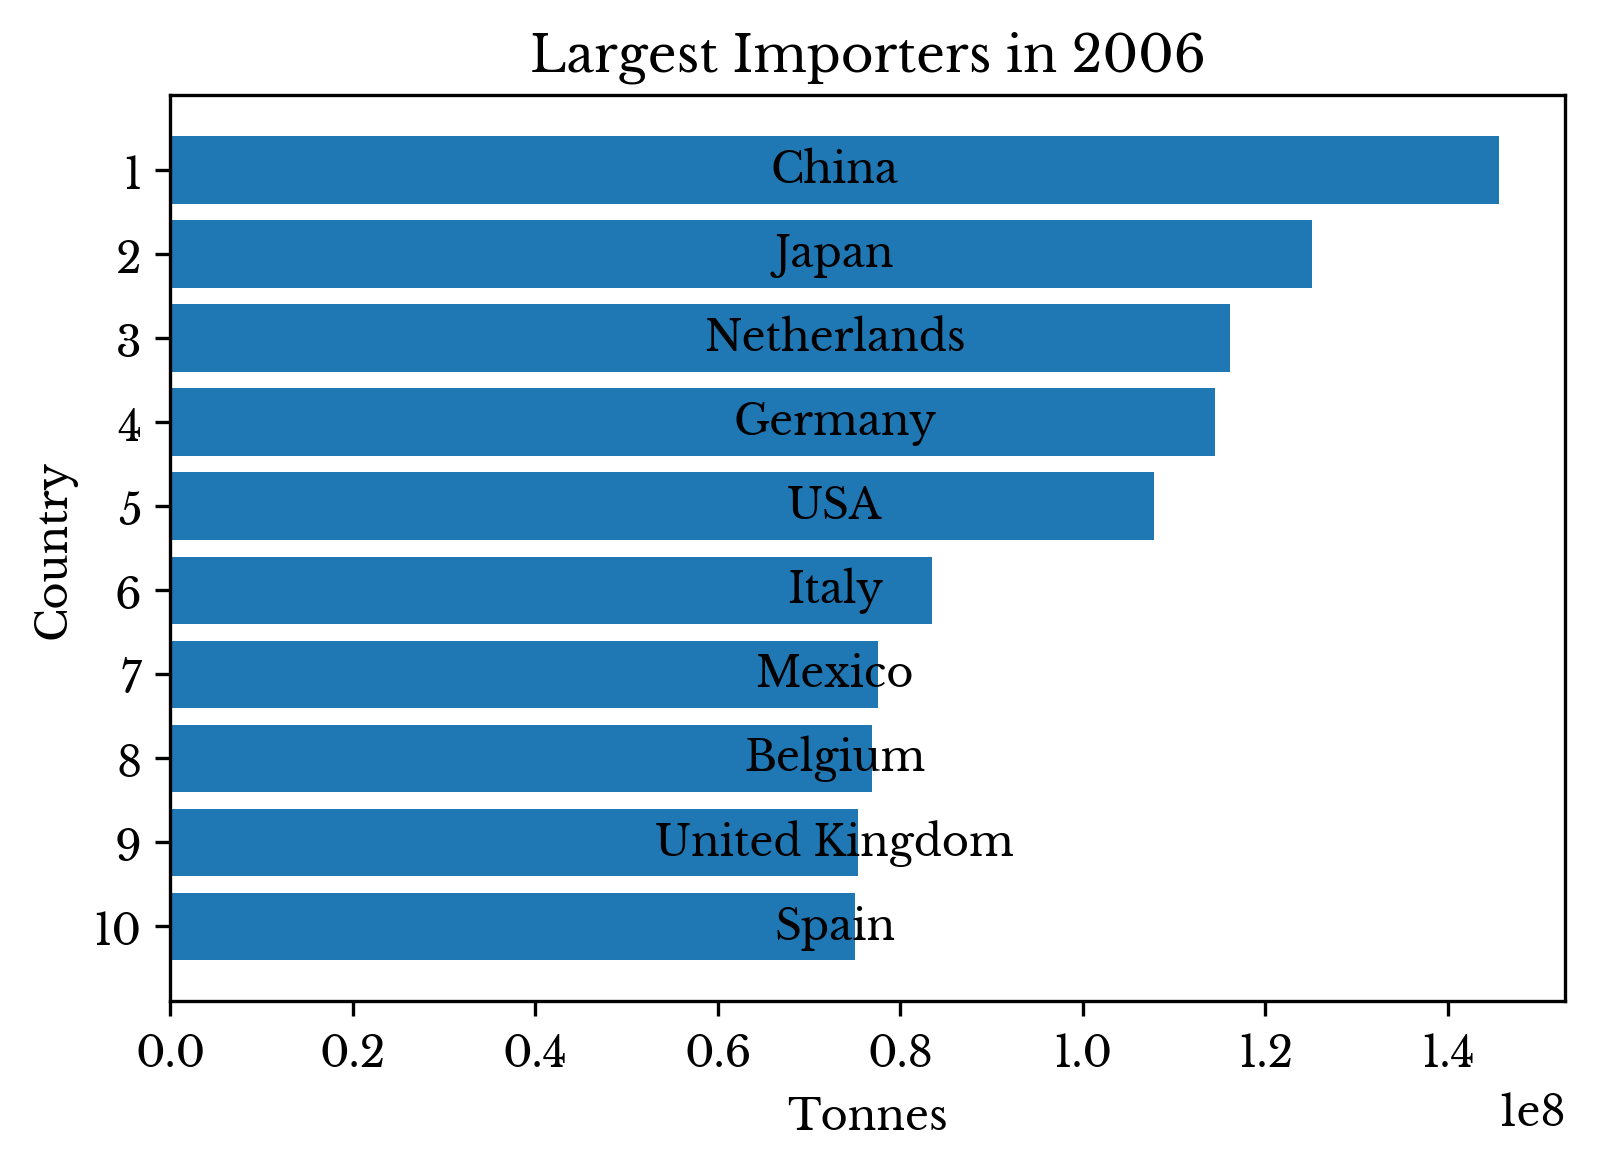 Largest Importers in 2006
Country
1
China
2
Japan
3
Netherlands
4
Germany
5
USA
6
Italy
7
Mexico
8
Belgium
9
United Kingdom
10
Spain
0.0 0.2 0.4 0.6 0.8 1.0 1.2 1.4
1e8
Tonnes